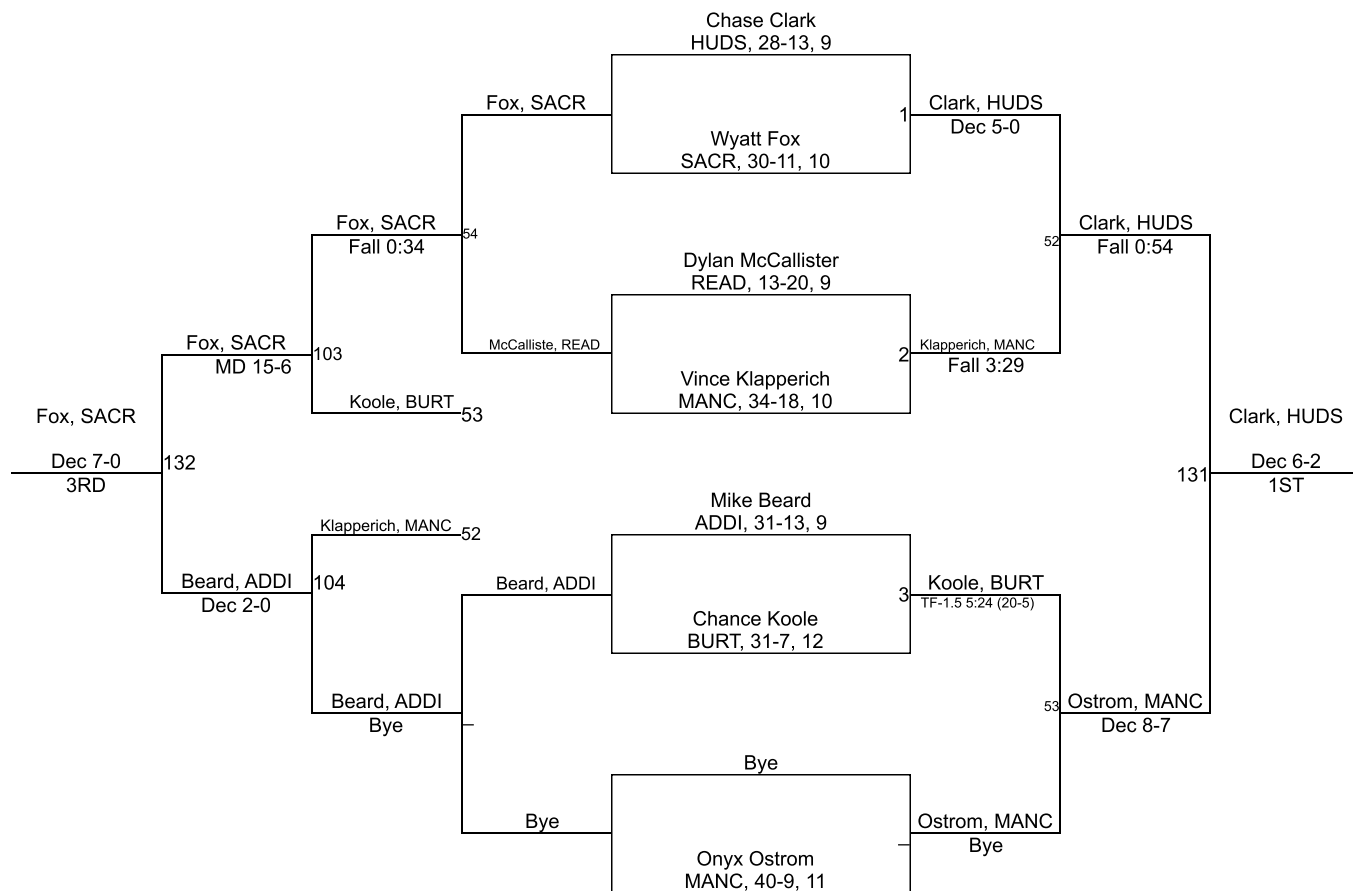 Chase Clark
HUDS, 28-13, 9
Fox, SACR
1
Clark, HUDS
Dec 5-0
Wyatt Fox
SACR, 30-11, 10
Fox, SACR
Fall 0:34
54
52
Clark, HUDS
Fall 0:54
Dylan McCallister
READ, 13-20, 9
Fox, SACR
MD 15-6
103
McCalliste, READ
2
Klapperich, MANC
Fall 3:29
Vince Klapperich
MANC, 34-18, 10
Koole, BURT
53
Fox, SACR
Dec 7-0
3RD
132
Clark, HUDS
131
Dec 6-2
1ST
Mike Beard
ADDI, 31-13, 9
Klapperich, MANC
52
Beard, ADDI
Dec 2-0
104
Beard, ADDI
3
Koole, BURT
TF-1.5 5:24 (20-5)
Chance Koole
BURT, 31-7, 12
Beard, ADDI
Bye
53
Ostrom, MANC
Dec 8-7
Bye
Bye
Ostrom, MANC
Bye
Onyx Ostrom
MANC, 40-9, 11